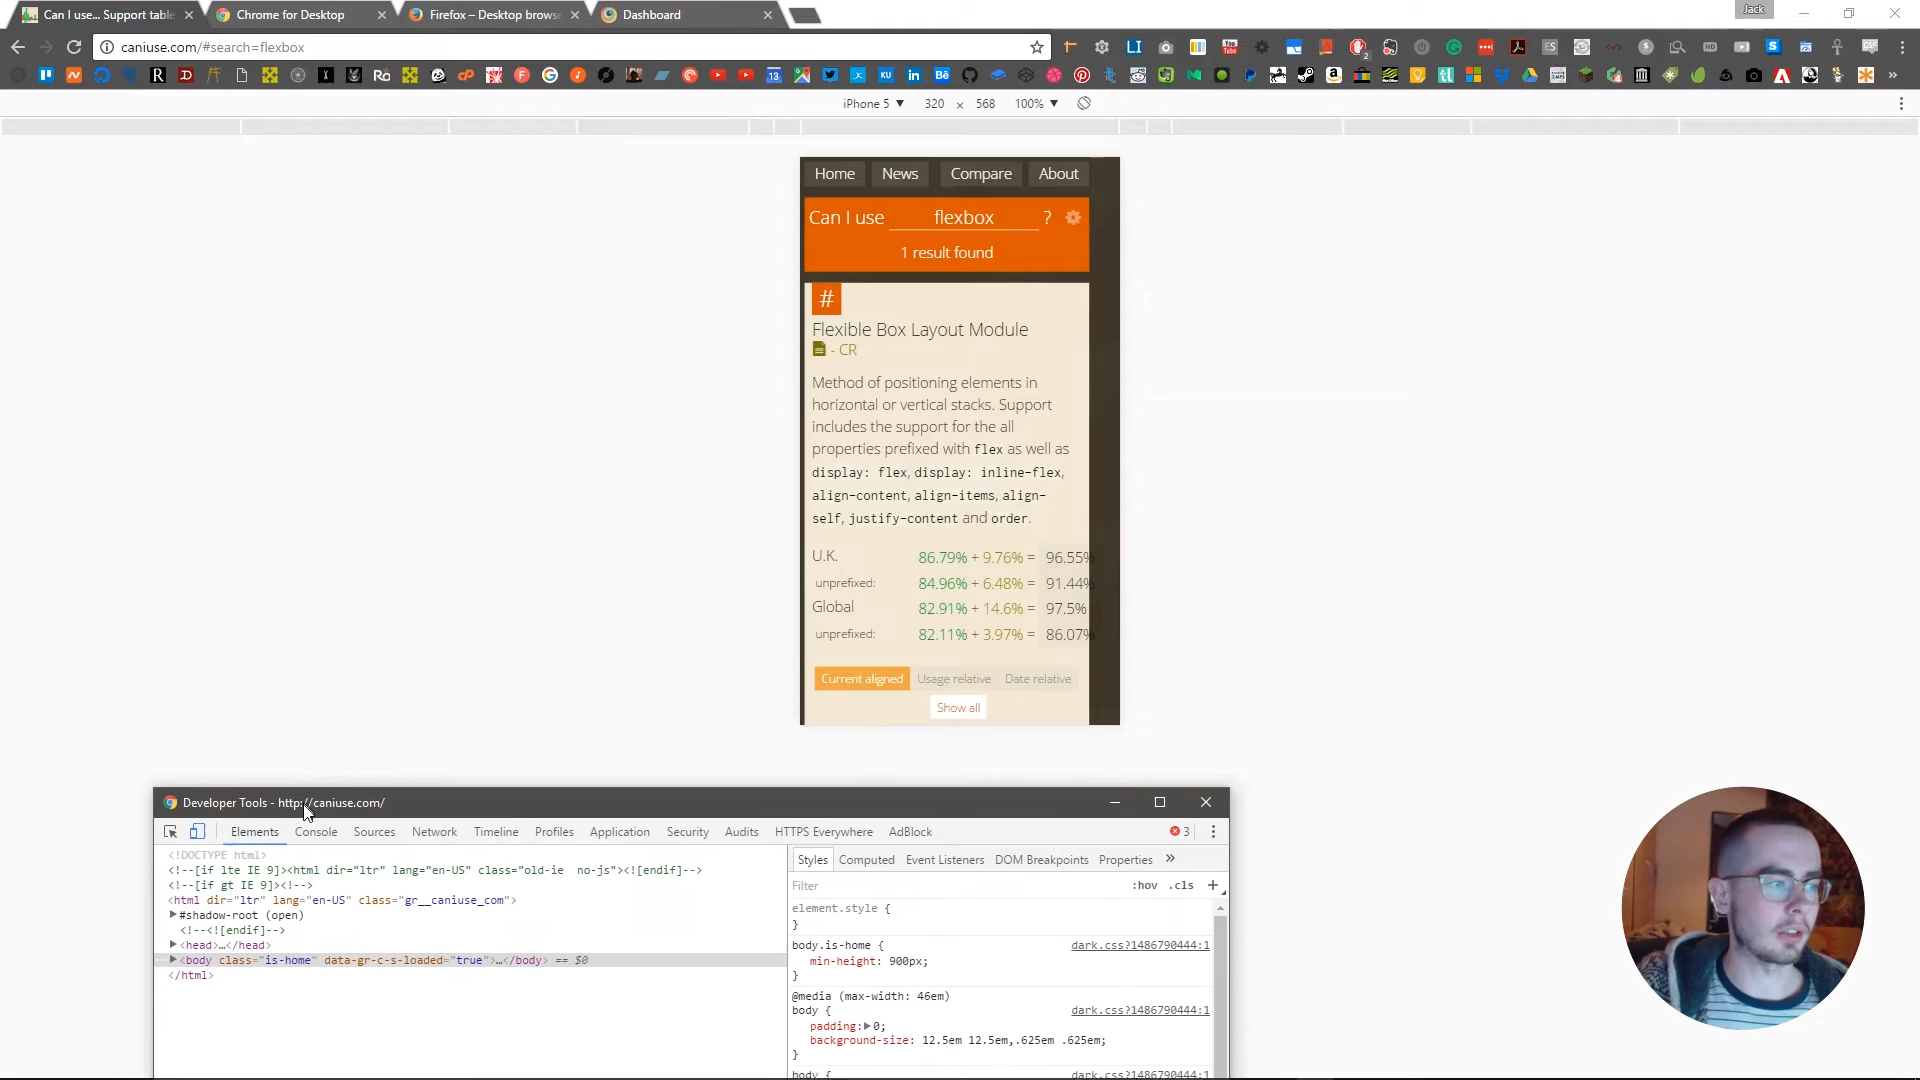 Can I use... Support table
Chrome for Desktop
Firefox – Desktop browse
Dashboard
Jack
caniuse.com/#search=flexbox
iPhone 5 ▼ 320 × 568 100% ▼
Home News Compare About
Can I use flexbox ?
1 result found
#
Flexible Box Layout Module
- CR
Method of positioning elements in
horizontal or vertical stacks. Support
includes the support for the all
properties prefixed with flex as well as
display: flex, display: inline-flex,
align-content, align-items, align-
self, justify-content and order.
U.K. 86.79% + 9.76% = 96.55%
unprefixed: 84.96% + 6.48% = 91.44%
Global 82.91% + 14.6% = 97.5%
unprefixed: 82.11% + 3.97% = 86.07%
Current aligned Usage relative Date relative
Show all
Developer Tools - http://caniuse.com/
Elements Console Sources Network Timeline Profiles Application Security Audits HTTPS Everywhere AdBlock 3
<!DOCTYPE html>
<!--[if lte IE 9]><html dir="ltr" lang="en-US" class="old-ie  no-js"><![endif]-->
<!--[if gt IE 9]><!-->
<html dir="ltr" lang="en-US" class="gr__caniuse_com">
▶#shadow-root (open)
<!--<![endif]-->
▶<head>…</head>
▶<body class="is-home" data-gr-c-s-loaded="true">…</body> == $0
</html>
Styles Computed Event Listeners DOM Breakpoints Properties »
Filter :hov .cls +
element.style {
}
body.is-home { dark.css?1486790444:1
min-height: 900px;
}
@media (max-width: 46em)
body { dark.css?1486790444:1
padding:▶0;
background-size: 12.5em 12.5em,.625em .625em;
}
body { dark.css?1486790444:1